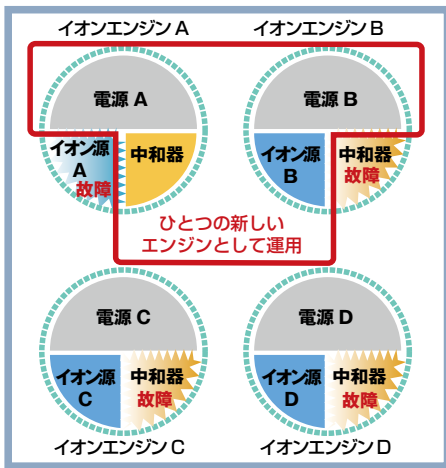 イオンエンジンA
イオンエンジンB
電源 A
電源 B
イオン源
A
故障
中和器
イオン源
B
中和器
故障
ひとつの新しい
エンジンとして運用
電源 C
電源 D
イオン源
C
中和器
故障
イオン源
D
中和器
故障
イオンエンジンC
イオンエンジンD